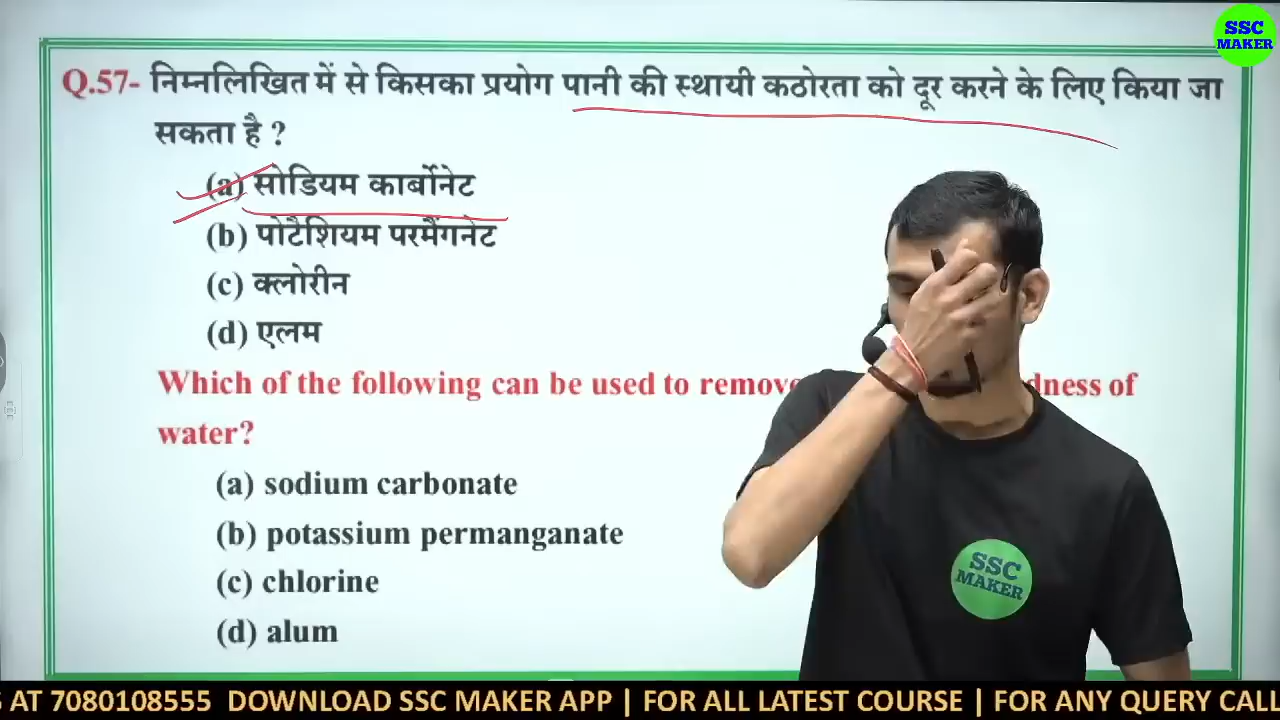 SSC
MAKER
Q.57- निम्नलिखित में से किसका प्रयोग पानी की स्थायी कठोरता को दूर करने के लिए किया जा
सकता है ?
(a) सोडियम कार्बोनेट
(b) पोटैशियम परमैंगनेट
(c) क्लोरीन
(d) एलम
Which of the following can be used to remove dness of
water?
(a) sodium carbonate
(b) potassium permanganate
(c) chlorine
(d) alum
SSC
MAKER
S AT 7080108555 DOWNLOAD SSC MAKER APP | FOR ALL LATEST COURSE | FOR ANY QUERY CALL